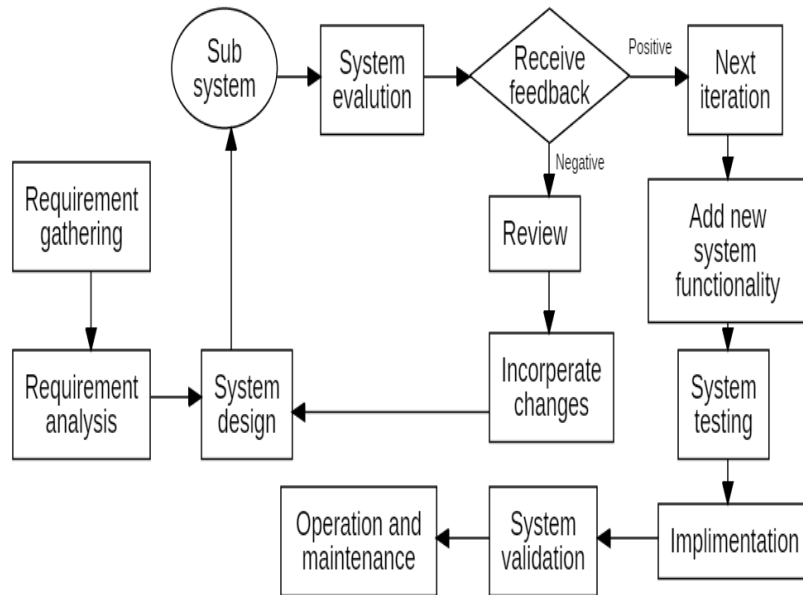 Requirement
gathering
Requirement
analysis
System
design
Sub
system
System
evalution
Receive
feedback
Positive
Negative
Review
Incorperate
changes
Next
iteration
Add new
system
functionality
System
testing
Implimentation
System
validation
Operation and
maintenance